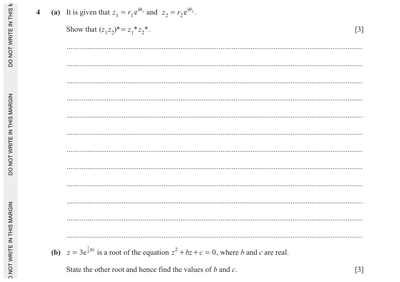 4 (a) It is given that z₁ = r₁e^{iθ₁} and z₂ = r₂e^{iθ₂}.
Show that (z₁z₂)* = z₁*z₂*. [3]
(b) z = 3e^{¼πi} is a root of the equation z² + bz + c = 0, where b and c are real.
State the other root and hence find the values of b and c. [3]
DO NOT WRITE IN THIS MARGIN
DO NOT WRITE IN THIS MARGIN